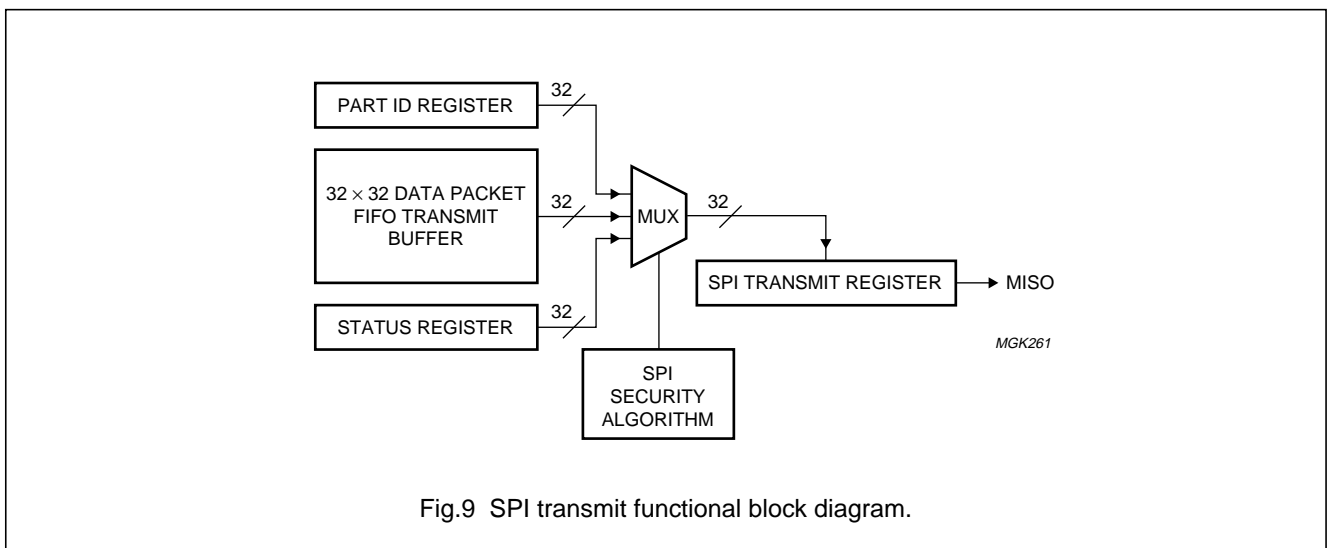 PART ID REGISTER
32
32 × 32 DATA PACKET
FIFO TRANSMIT
BUFFER
32
STATUS REGISTER
32
MUX
32
SPI TRANSMIT REGISTER
MISO
SPI
SECURITY
ALGORITHM
MGK261
Fig.9 SPI transmit functional block diagram.